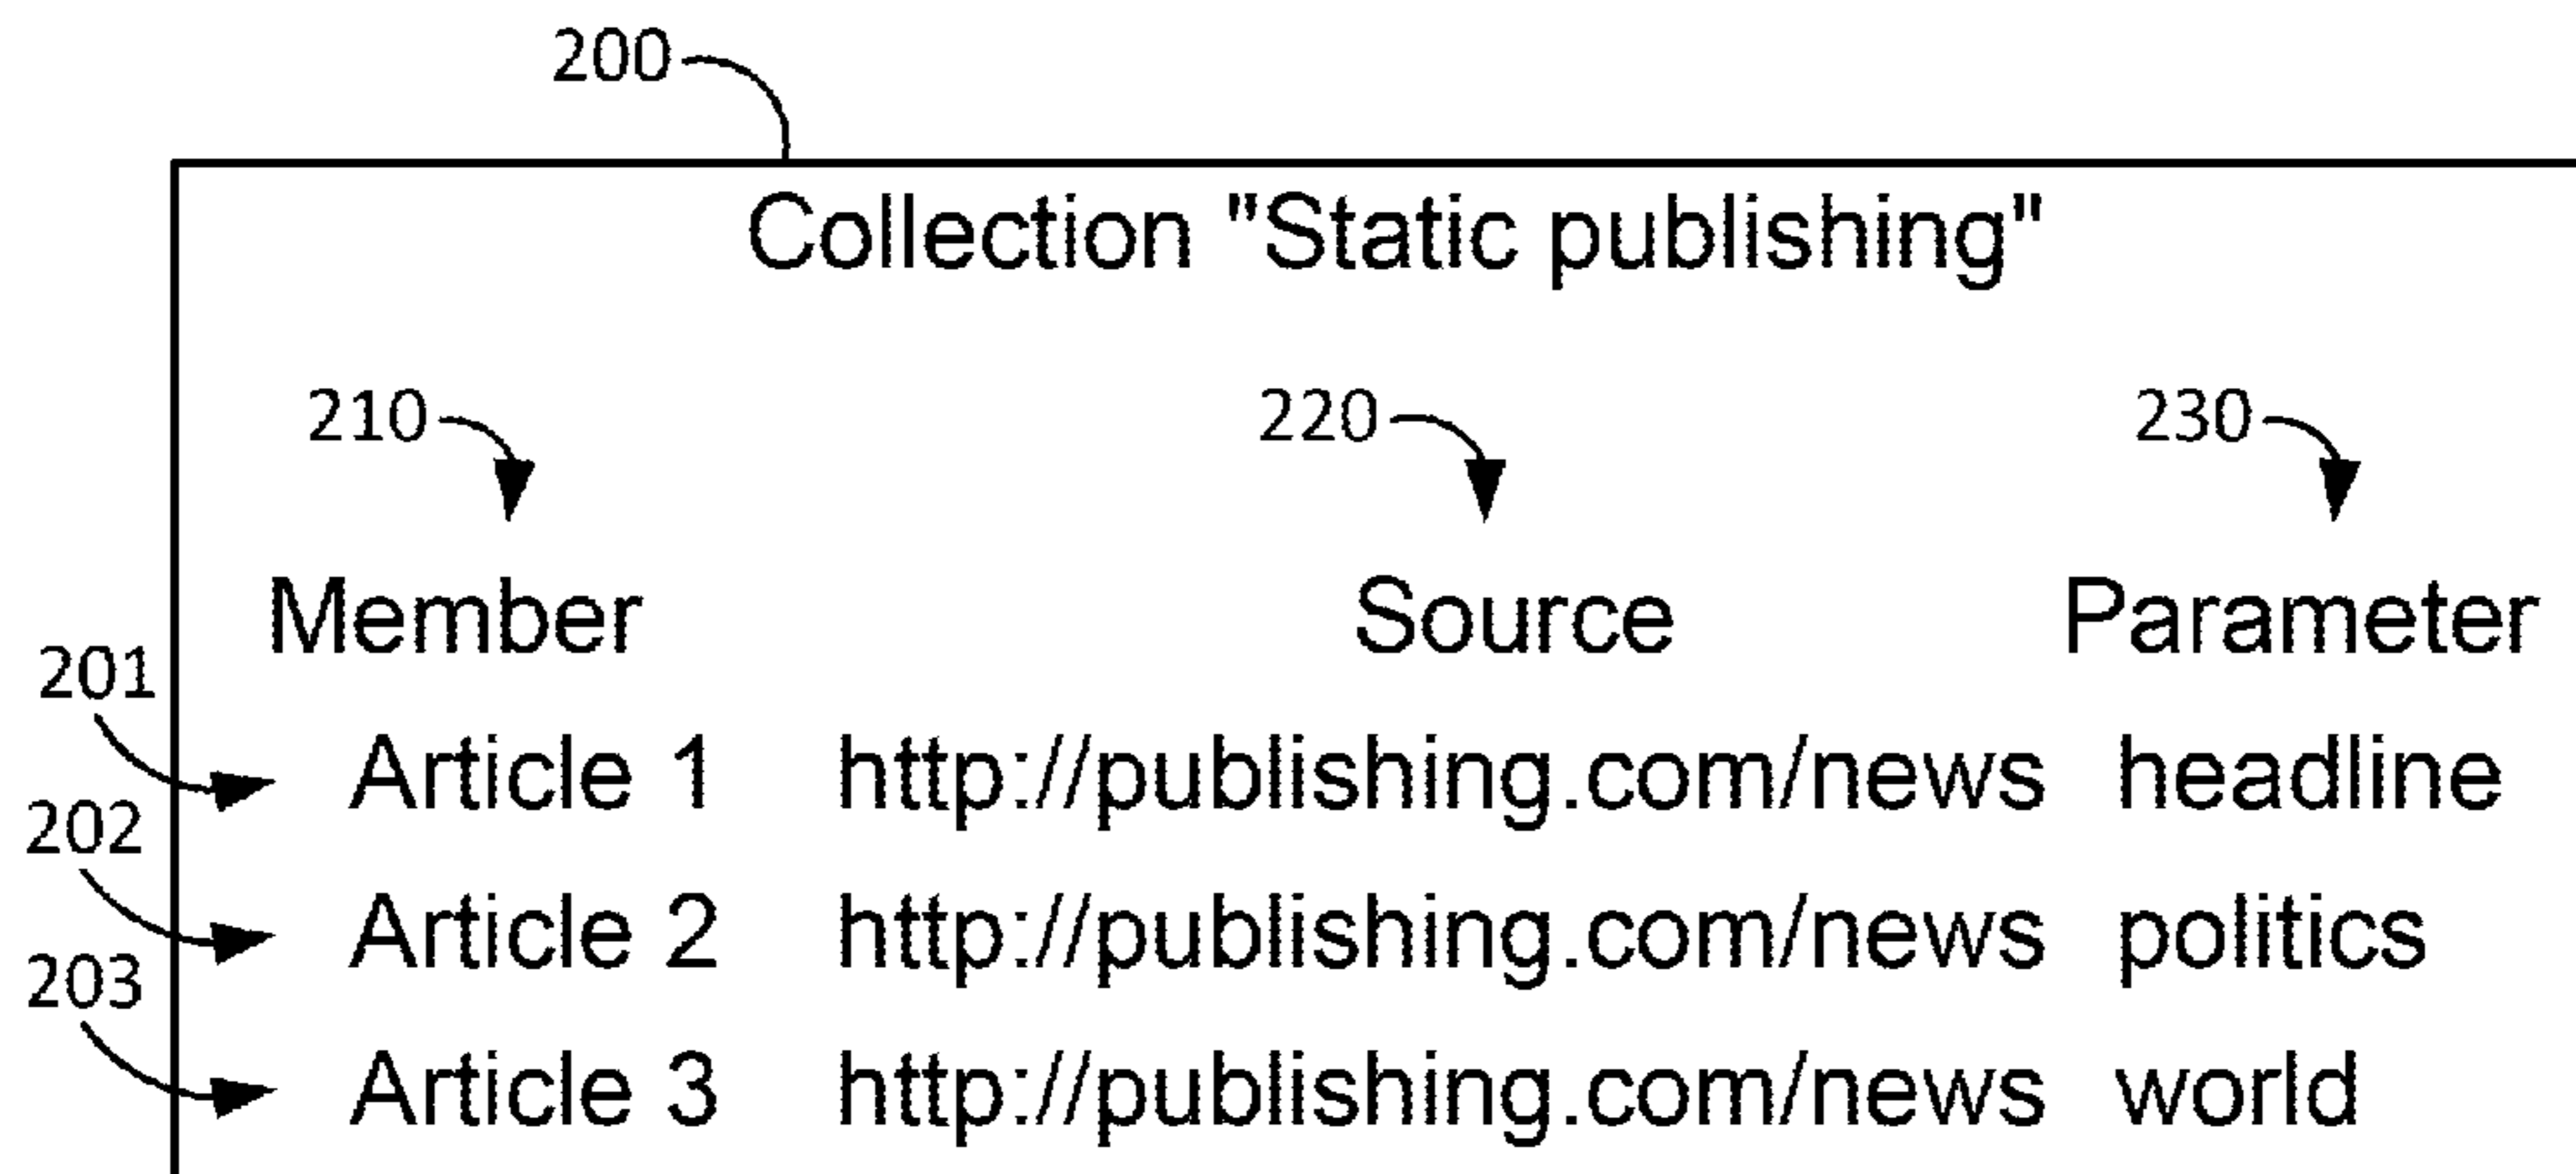 200
Collection "Static publishing"
210 220 230
Member Source Parameter
201
Article 1 http://publishing.com/news headline
202
Article 2 http://publishing.com/news politics
203
Article 3 http://publishing.com/news world